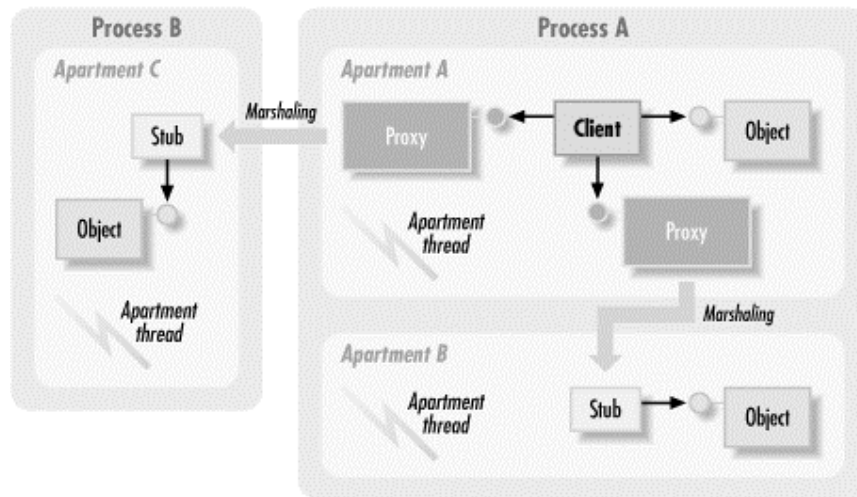 Process B
Process A
Apartment C
Apartment A
Marshaling
Stub
Proxy
Client
Object
Object
Apartment
thread
Proxy
Apartment
thread
Marshaling
Apartment B
Apartment
thread
Stub
Object